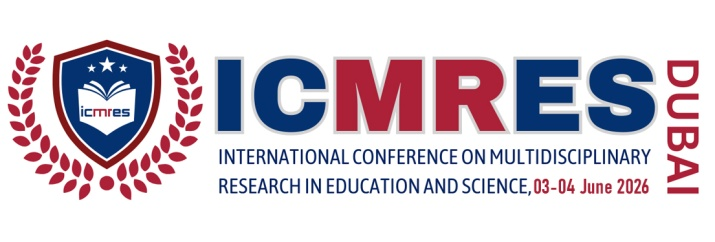 icmres
ICMRES
DUBAI
INTERNATIONAL CONFERENCE ON MULTIDISCIPLINARY
RESEARCH IN EDUCATION AND SCIENCE, 03-04 June 2026